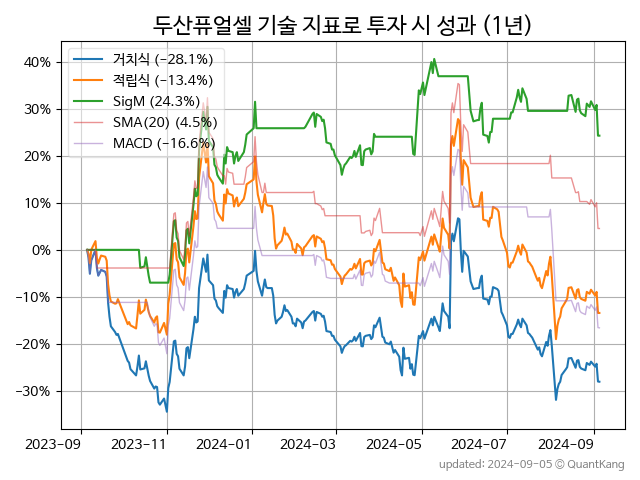 두산퓨얼셀 기술 지표로 투자 시 성과 (1년)
거치식 (−28.1%)
적립식 (−13.4%)
SigM (24.3%)
SMA(20) (4.5%)
MACD (−16.6%)
40%
30%
20%
10%
0%
−10%
−20%
−30%
2023−09 2023−11 2024−01 2024−03 2024−05 2024−07 2024−09
updated: 2024−09−05 © QuantKang